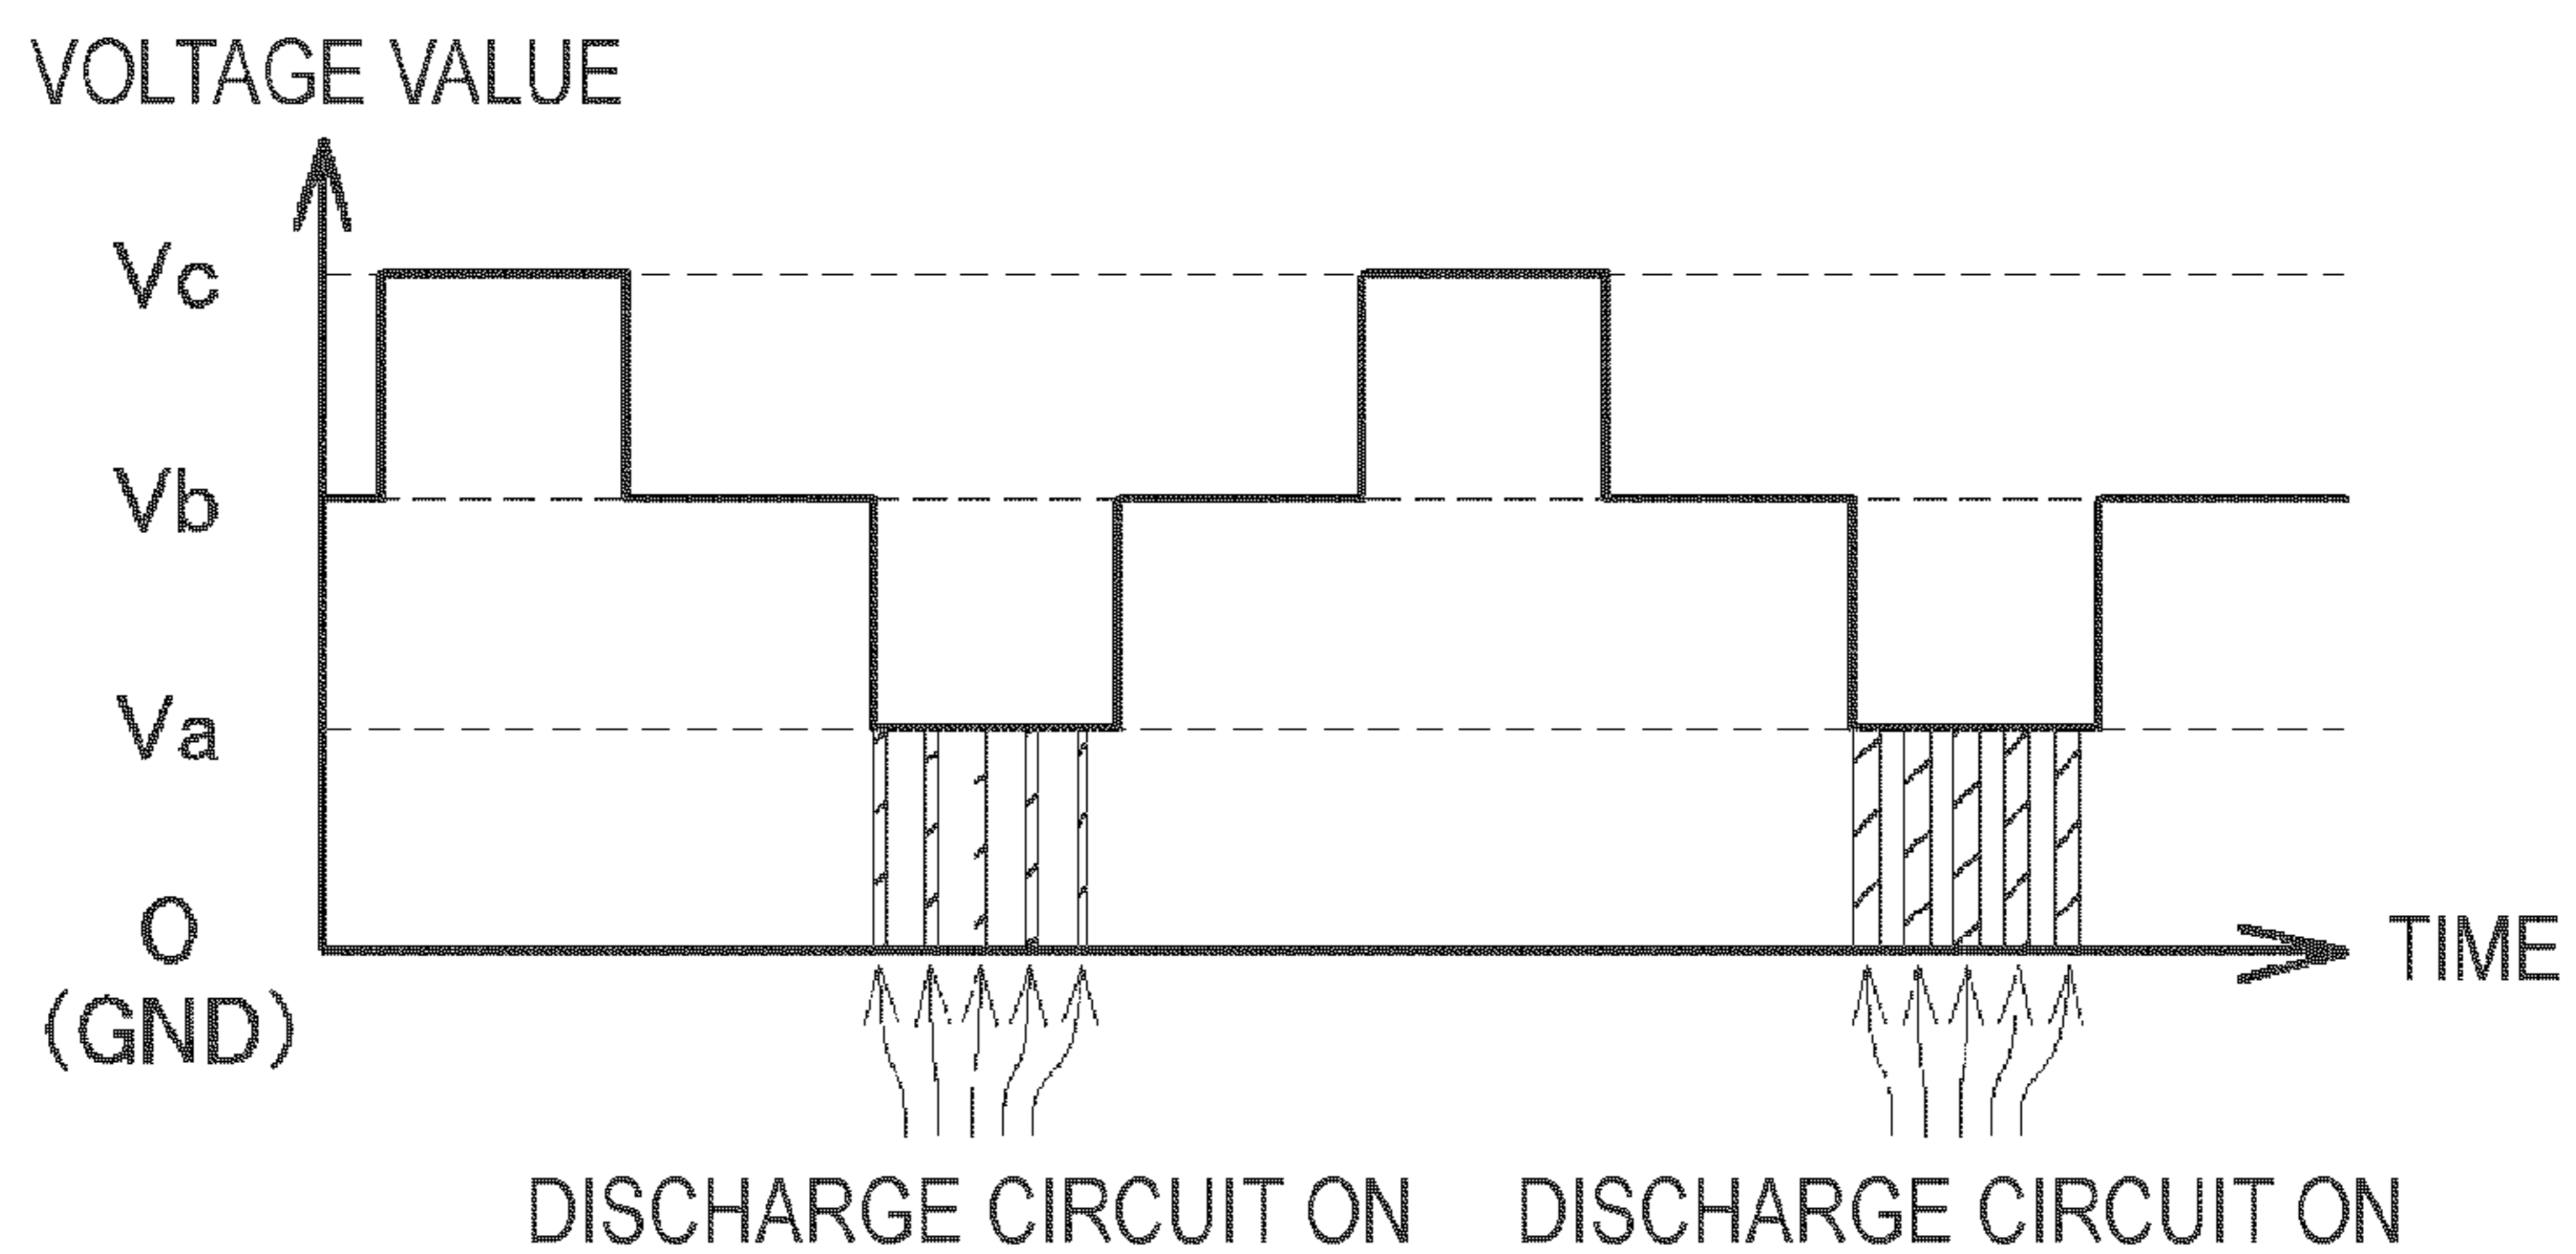 VOLTAGE VALUE
Vc
Vb
Va
O
(GND)
TIME
DISCHARGE CIRCUIT ON
DISCHARGE CIRCUIT ON